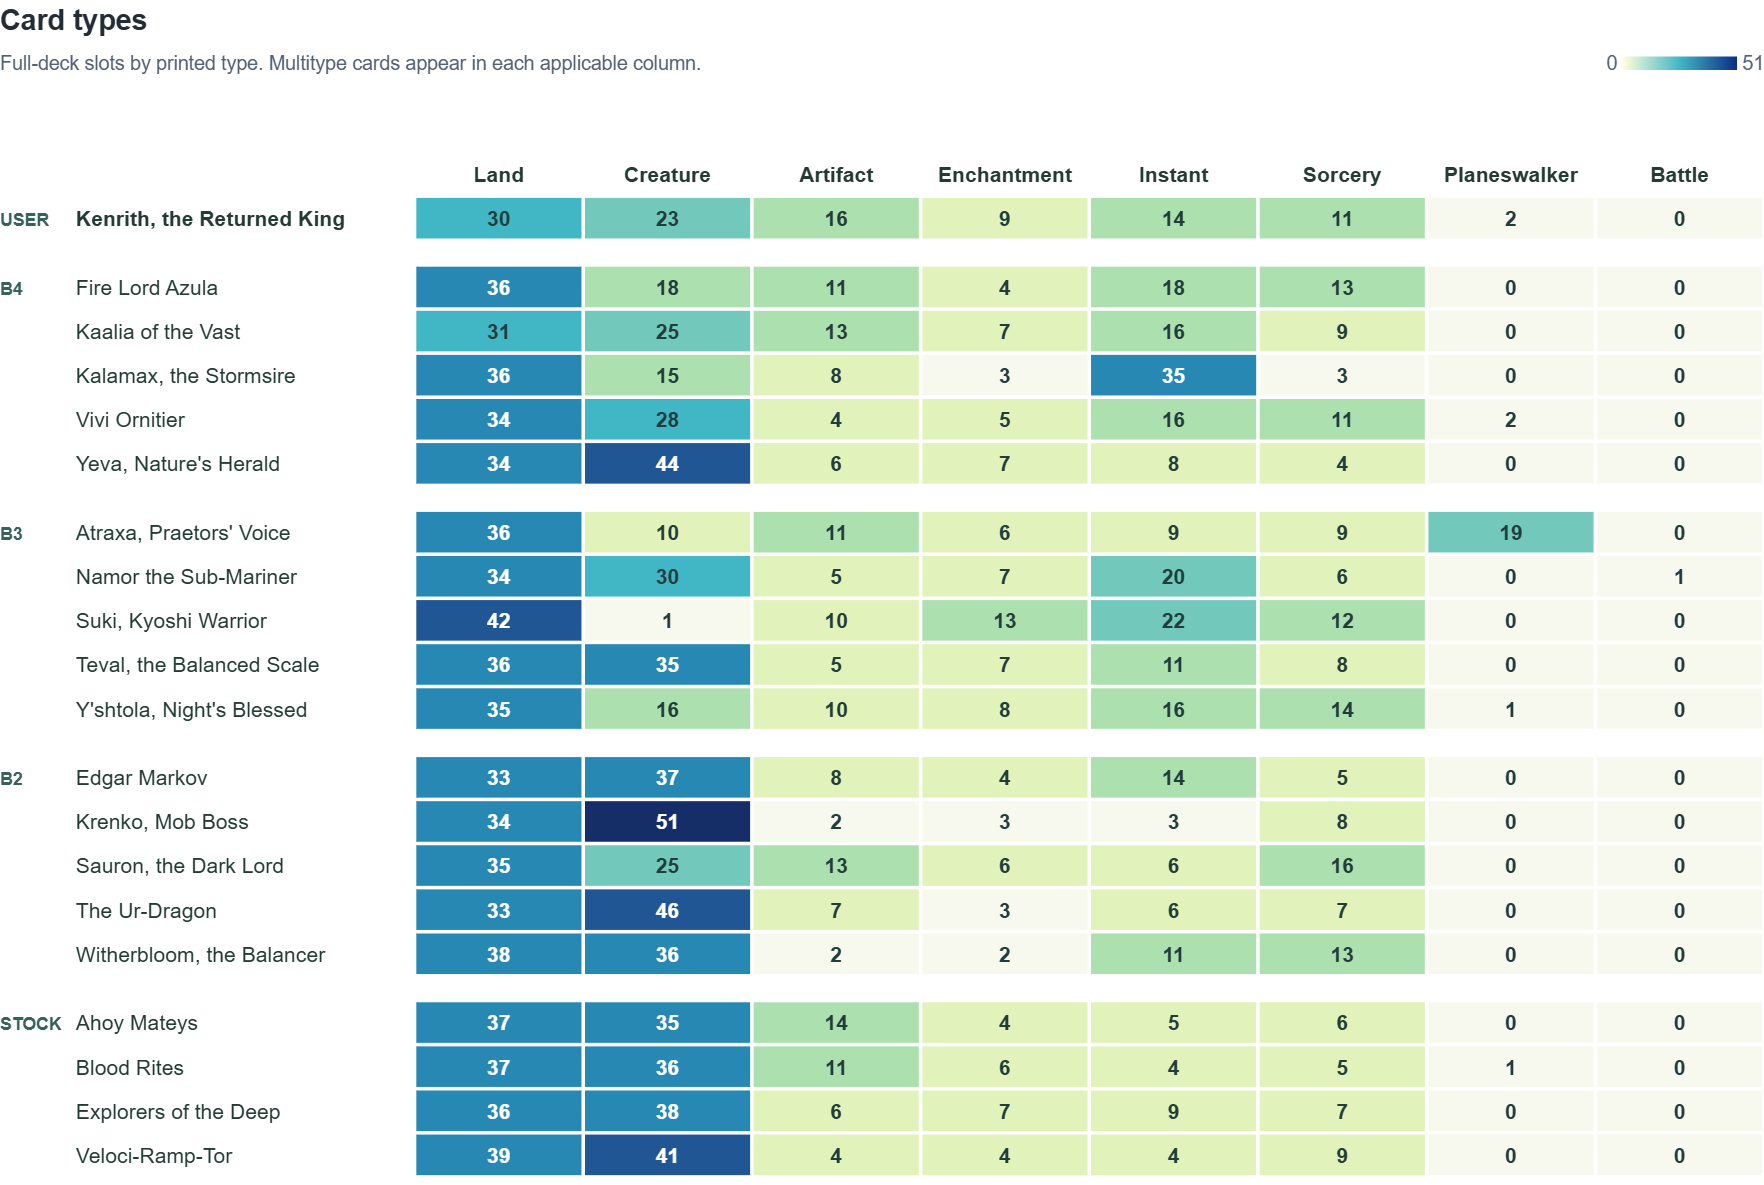 Card types
Full-deck slots by printed type. Multitype cards appear in each applicable column.
0 51
Land Creature Artifact Enchantment Instant Sorcery Planeswalker Battle
USER Kenrith, the Returned King 30 23 16 9 14 11 2 0
B4 Fire Lord Azula 36 18 11 4 18 13 0 0
Kaalia of the Vast 31 25 13 7 16 9 0 0
Kalamax, the Stormsire 36 15 8 3 35 3 0 0
Vivi Ornitier 34 28 4 5 16 11 2 0
Yeva, Nature's Herald 34 44 6 7 8 4 0 0
B3 Atraxa, Praetors' Voice 36 10 11 6 9 9 19 0
Namor the Sub-Mariner 34 30 5 7 20 6 0 1
Suki, Kyoshi Warrior 42 1 10 13 22 12 0 0
Teval, the Balanced Scale 36 35 5 7 11 8 0 0
Y'shtola, Night's Blessed 35 16 10 8 16 14 1 0
B2 Edgar Markov 33 37 8 4 14 5 0 0
Krenko, Mob Boss 34 51 2 3 3 8 0 0
Sauron, the Dark Lord 35 25 13 6 6 16 0 0
The Ur-Dragon 33 46 7 3 6 7 0 0
Witherbloom, the Balancer 38 36 2 2 11 13 0 0
STOCK Ahoy Mateys 37 35 14 4 5 6 0 0
Blood Rites 37 36 11 6 4 5 1 0
Explorers of the Deep 36 38 6 7 9 7 0 0
Veloci-Ramp-Tor 39 41 4 4 4 9 0 0